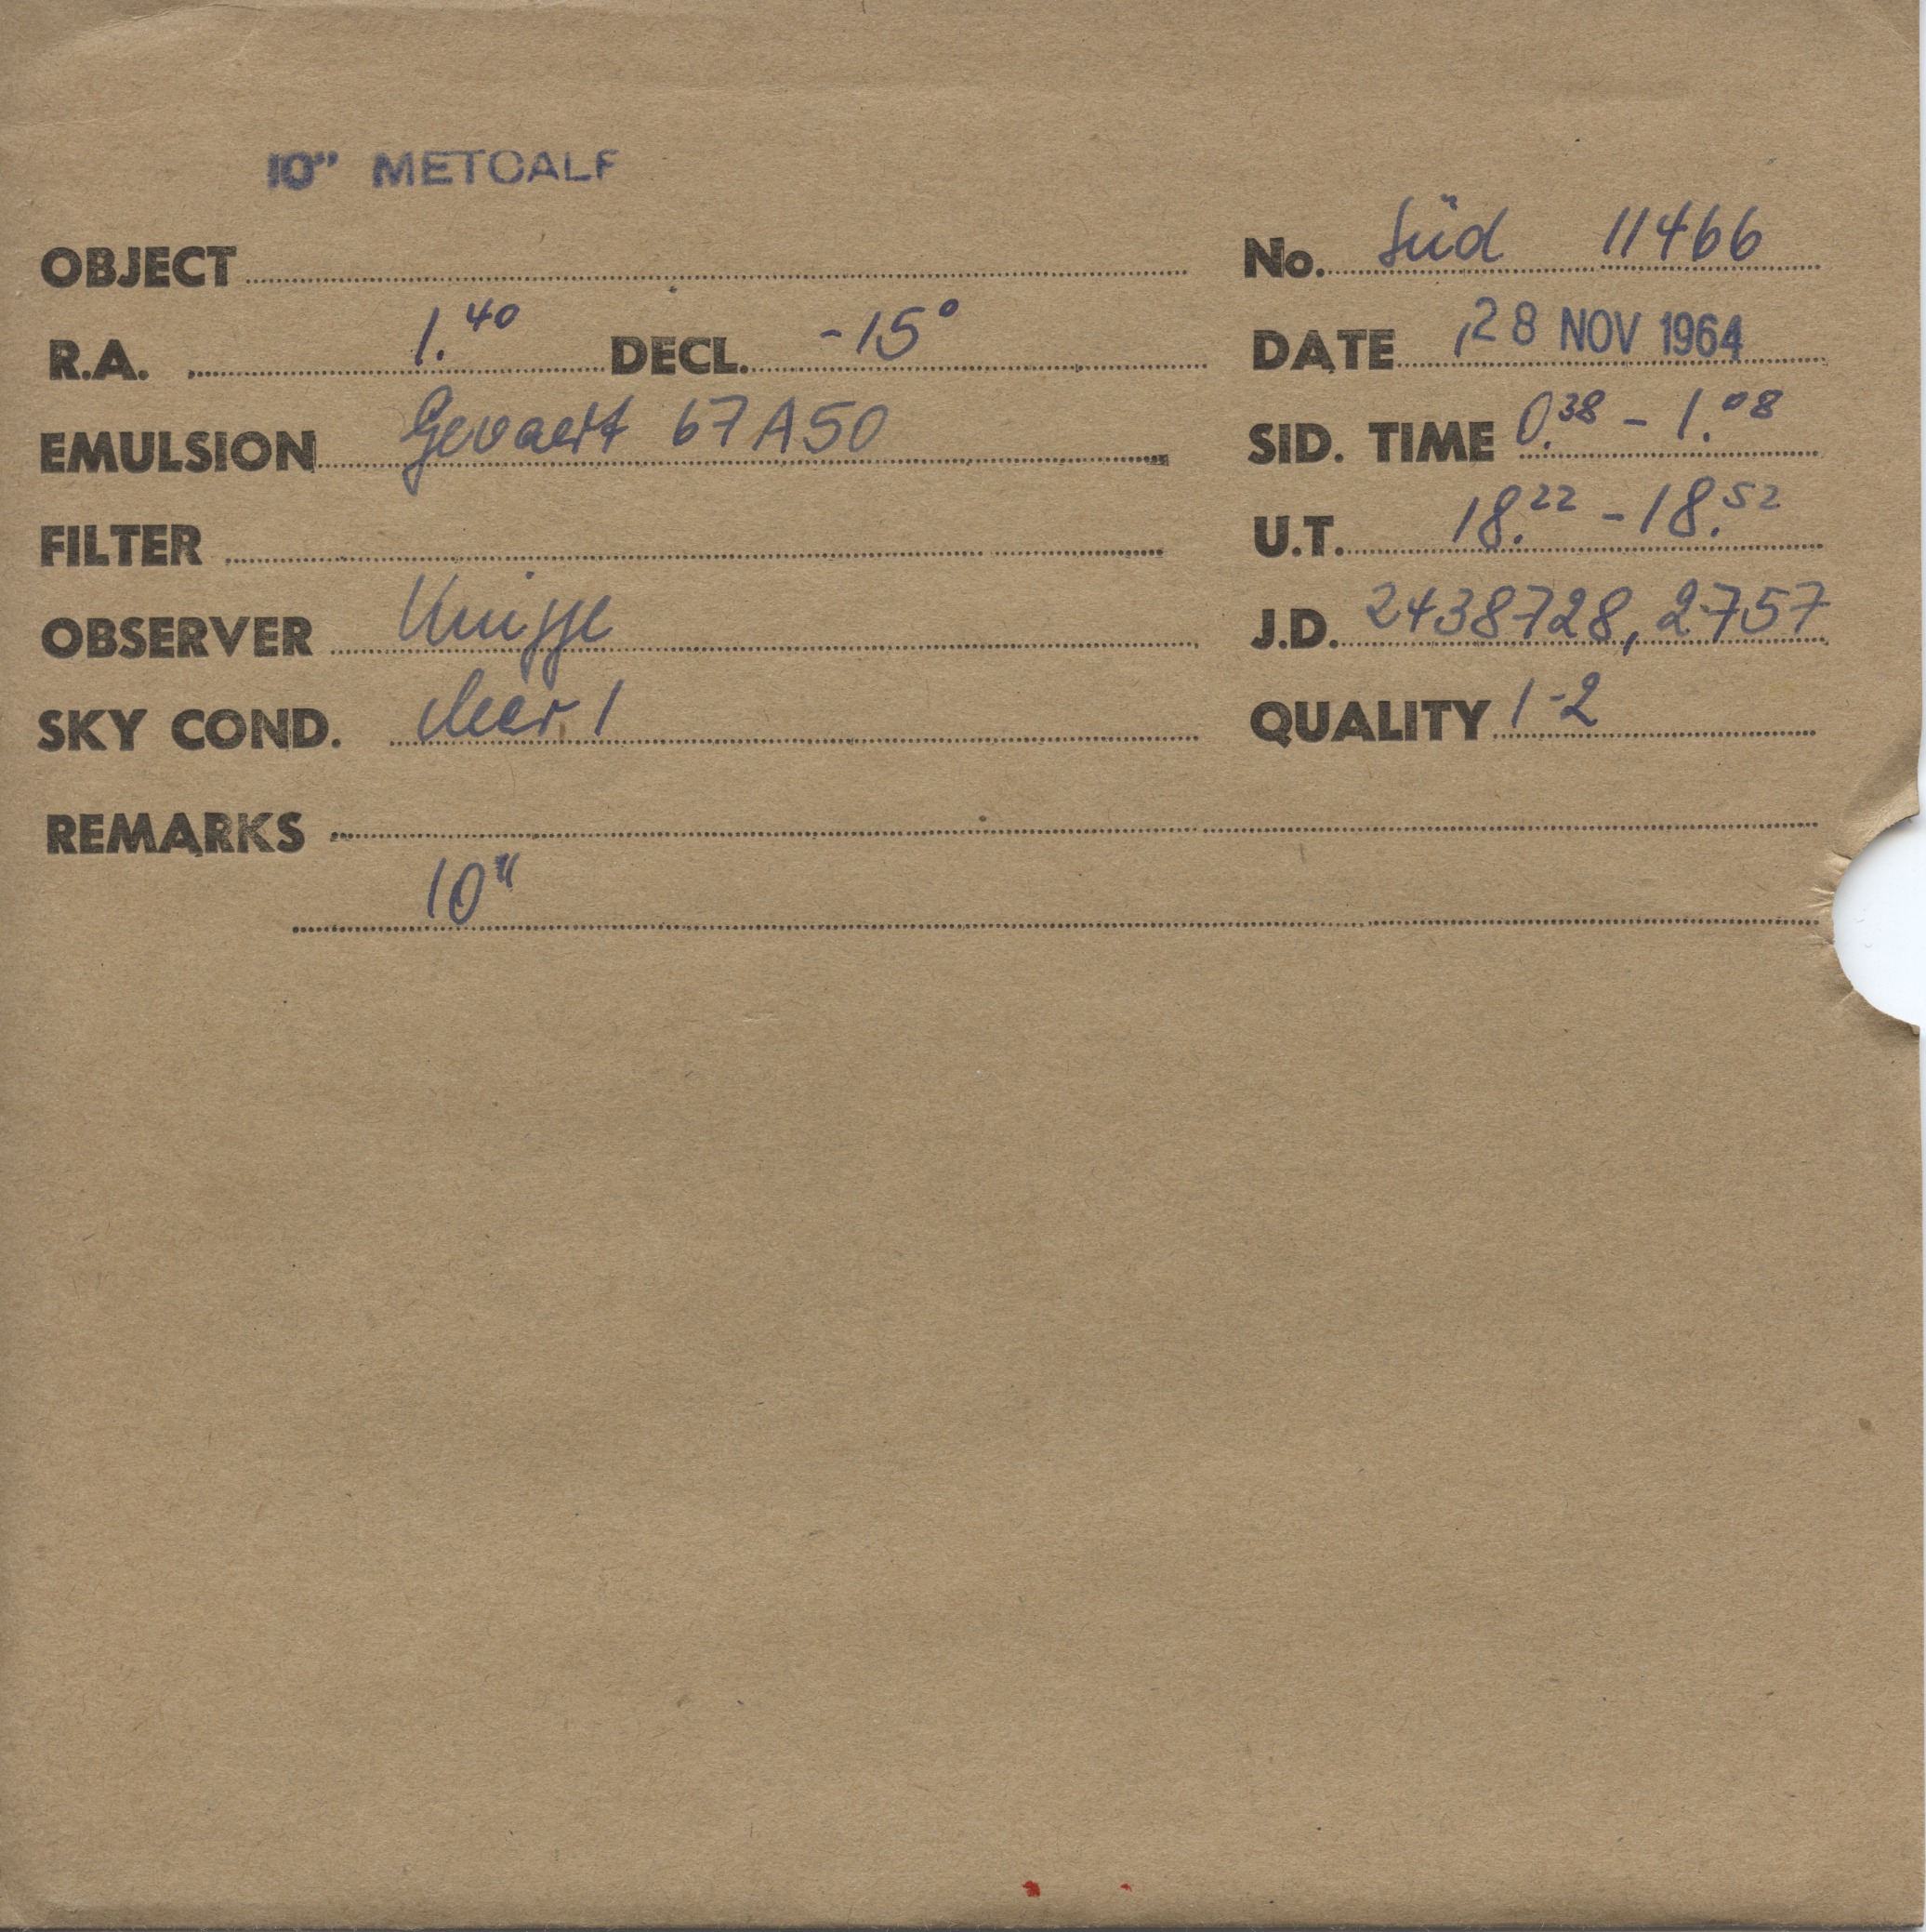 10" METCALF
No. Süd 11466
OBJECT
R.A. 1.40 DECL. -15°
DATE 28 NOV 1964
EMULSION Gevaert 67A50
SID. TIME 0.38 - 1.08
FILTER
U.T. 18.22 - 18.52
OBSERVER
J.D. 2438728,2757
SKY COND. clear 1
QUALITY 1-2
REMARKS
10"